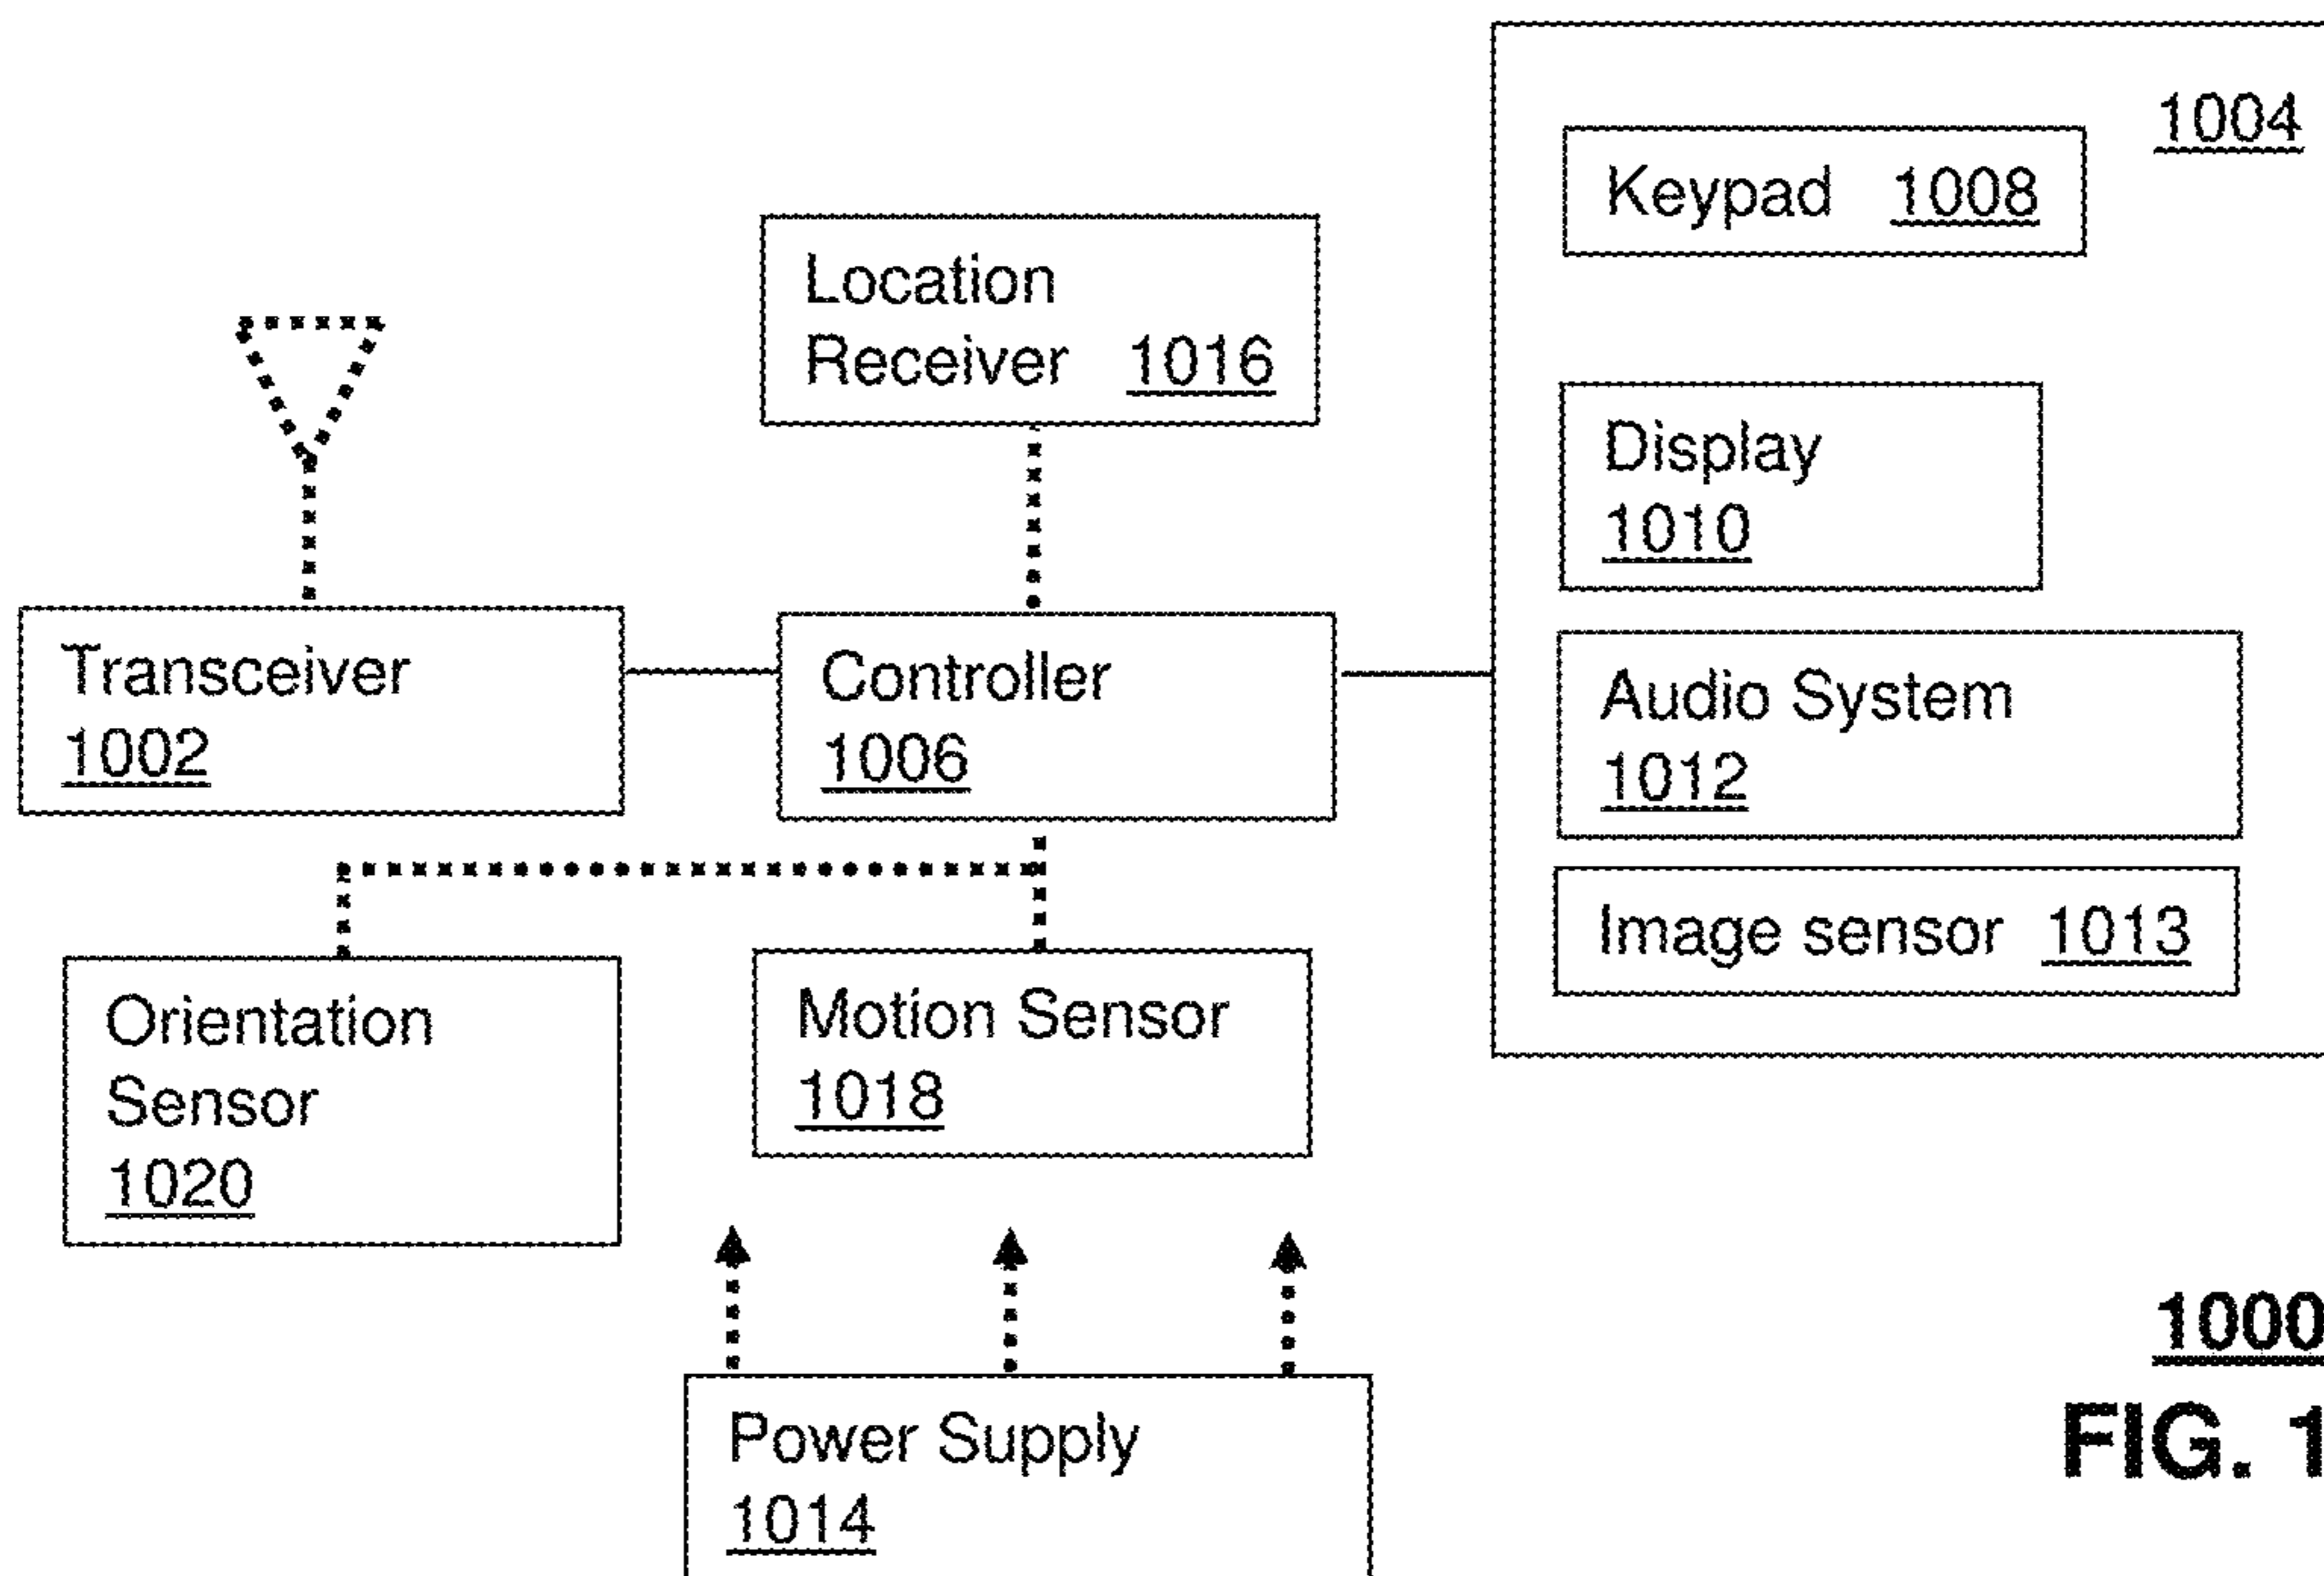 1004
Keypad 1008
Location
Receiver 1016
Display
1010
Transceiver
1002
Controller
1006
Audio System
1012
Image sensor 1013
Orientation
Sensor
1020
Motion Sensor
1018
Power Supply
1014
1000
FIG. 1